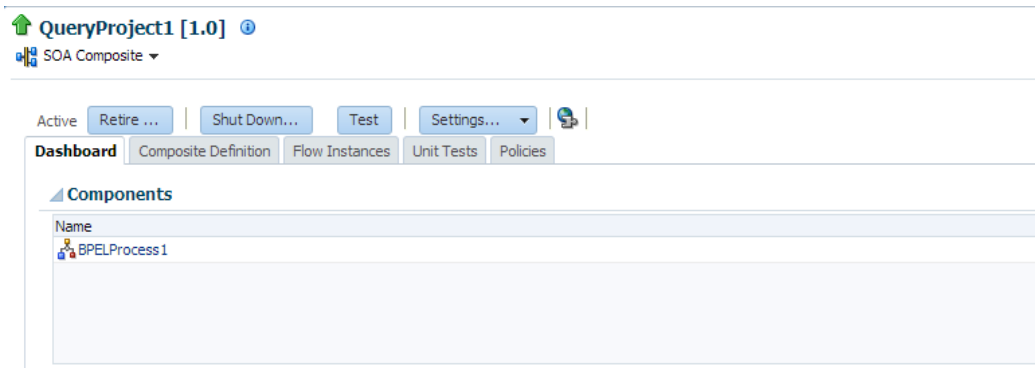 QueryProject1 [1.0]
SOA Composite
Active Retire ... Shut Down... Test Settings...
Dashboard Composite Definition Flow Instances Unit Tests Policies
Components
Name
BPELProcess1